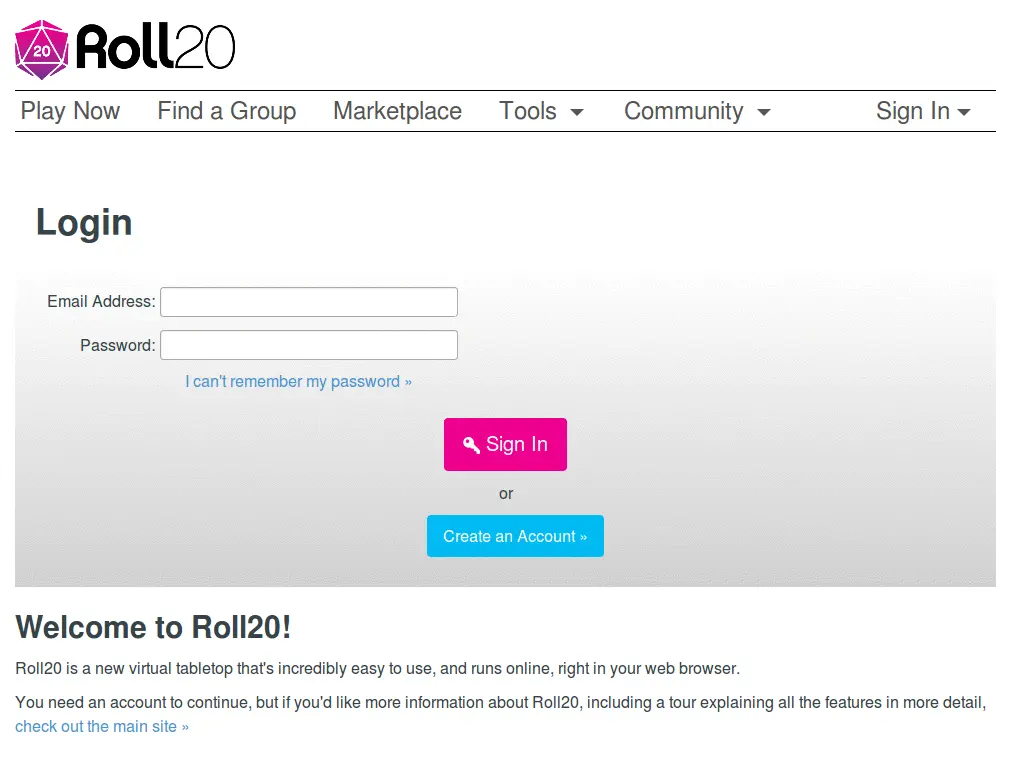 20 Roll20
Play Now Find a Group Marketplace Tools Community Sign In
Login
Email Address:
Password:
I can't remember my password »
Sign In
or
Create an Account »
Welcome to Roll20!
Roll20 is a new virtual tabletop that's incredibly easy to use, and runs online, right in your web browser.
You need an account to continue, but if you'd like more information about Roll20, including a tour explaining all the features in more detail,
check out the main site »